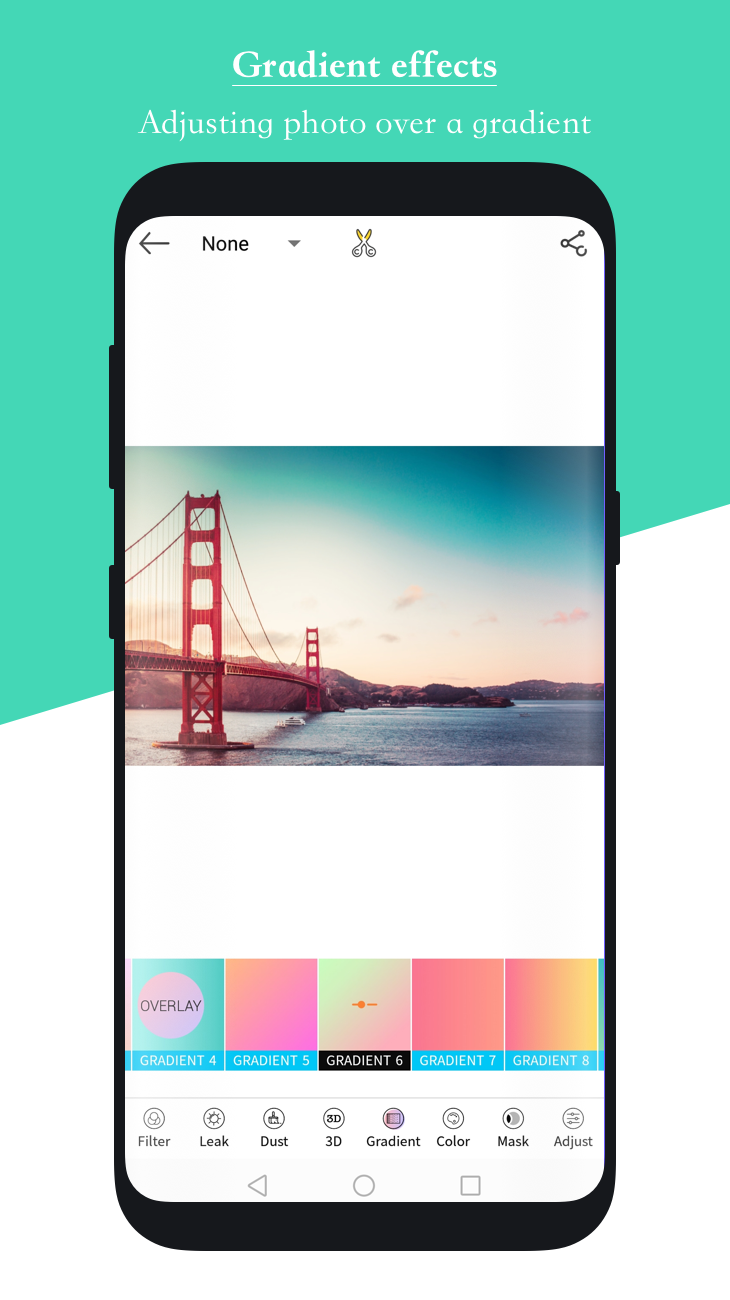 Gradient effects
Adjusting photo over a gradient
None
OVERLAY
GRADIENT 4 GRADIENT 5 GRADIENT 6 GRADIENT 7 GRADIENT 8
3D
Filter Leak Dust 3D Gradient Color Mask Adjust